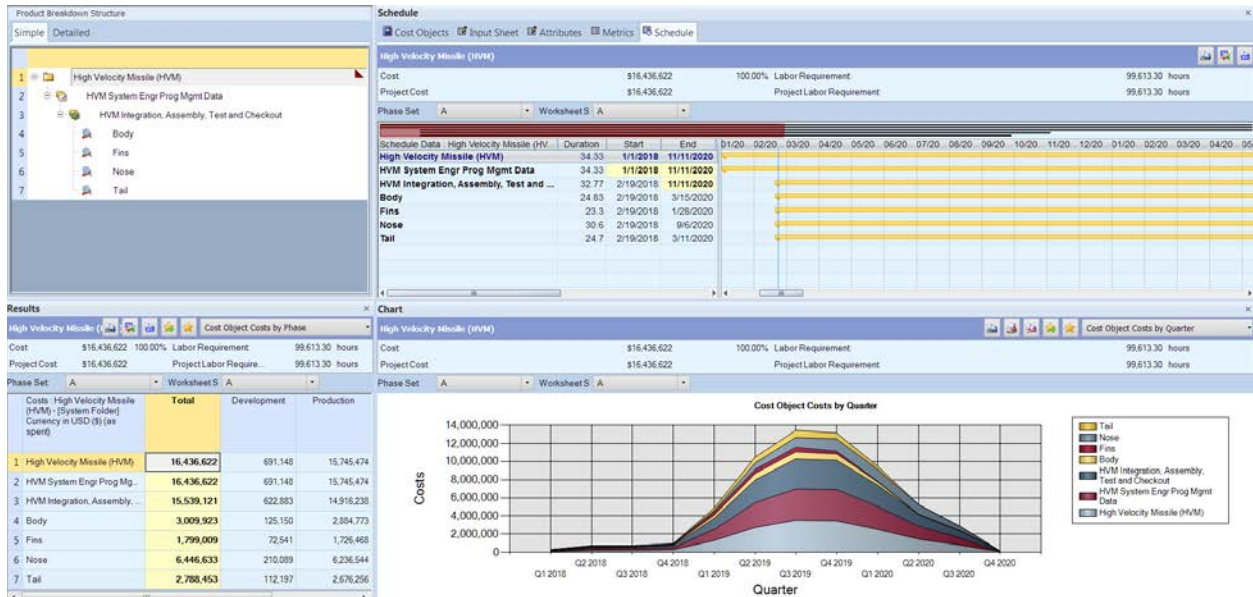 Product Breakdown Structure
Simple Detailed
1 High Velocity Missile (HVM)
2 HVM System Engr Prog Mgmt Data
3 HVM Integration, Assembly, Test and Checkout
4 Body
5 Fins
6 Nose
7 Tail
Schedule
Cost Objects Input Sheet Attributes Metrics Schedule
High Velocity Missile (HVM)
Cost $16,436,622 100.00% Labor Requirement 99,613.30 hours
Project Cost $16,436,622 Project Labor Requirement 99,613.30 hours
Phase Set A Worksheet S A
Schedule Data : High Velocity Missile (HV... Duration Start End 01/20 02/20 03/20 04/20 05/20 06/20 07/20 08/20 09/20 10/20 11/20 12/20 01/20 02/20 03/20 04/20
High Velocity Missile (HVM) 34.33 1/1/2018 11/11/2020
HVM System Engr Prog Mgmt Data 34.33 1/1/2018 11/11/2020
HVM Integration, Assembly, Test and ... 32.77 2/19/2018 11/11/2020
Body 24.83 2/19/2018 3/15/2020
Fins 23.3 2/19/2018 1/28/2020
Nose 30.6 2/19/2018 9/6/2020
Tail 24.7 2/19/2018 3/11/2020
Results
High Velocity Missile ( Cost Object Costs by Phase
Cost $16,436,622 100.00% Labor Requirement 99,613.30 hours
Project Cost $16,436,622 Project Labor Require... 99,613.30 hours
Phase Set A Worksheet S A
Costs : High Velocity Missile Total Development Production
(HVM) - [System Folder]
Currency in USD ($) (as
spent)
1 High Velocity Missile (HVM) 16,436,622 691,148 15,745,474
2 HVM System Engr Prog Mg... 16,436,622 691,148 15,745,474
3 HVM Integration, Assembly, ... 15,539,121 622,883 14,916,238
4 Body 3,009,923 125,150 2,884,773
5 Fins 1,799,009 72,541 1,726,468
6 Nose 6,446,633 210,089 6,236,544
7 Tail 2,788,453 112,197 2,676,256
Chart
High Velocity Missile (HVM) Cost Object Costs by Quarter
Cost $16,436,622 100.00% Labor Requirement 99,613.30 hours
Project Cost $16,436,622 Project Labor Requirement 99,613.30 hours
Phase Set A Worksheet S A
Cost Object Costs by Quarter
14,000,000
12,000,000
10,000,000
8,000,000
6,000,000
4,000,000
2,000,000
0
Costs
Q1 2018 Q2 2018 Q3 2018 Q4 2018 Q1 2019 Q2 2019 Q3 2019 Q4 2019 Q1 2020 Q2 2020 Q3 2020 Q4 2020
Quarter
Tail
Nose
Fins
Body
HVM Integration, Assembly,
Test and Checkout
HVM System Engr Prog Mgmt
Data
High Velocity Missile (HVM)